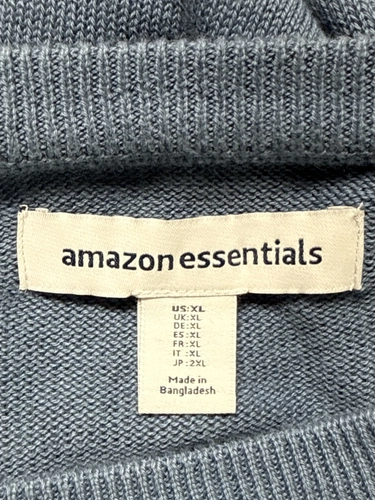 amazon essentials
US:XL
UK:XL
DE:XL
ES:XL
FR:XL
IT :XL
JP:2XL
Made in
Bangladesh